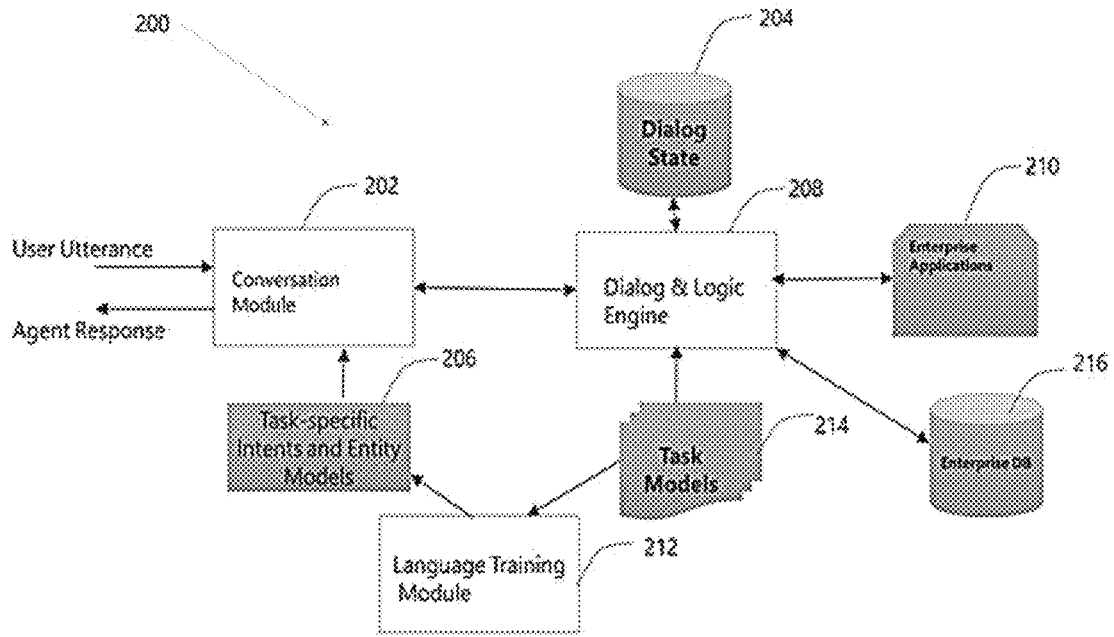 200
204
Dialog
State
202
208
210
User Utterance
Conversation
Module
Dialog & Logic
Engine
Enterprise
Applications
Agent Response
206
216
Task-specific
Intents and Entity
Models
214
Task
Models
Enterprise DB
212
Language Training
Module